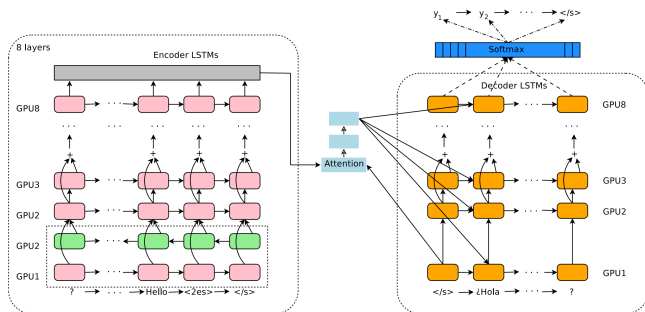 y1 y2 ... </s>
Softmax
8 layers
Encoder LSTMs
Decoder LSTMs
GPU8 ... GPU8
... ... ... ... ... ...
+ + + + +
Attention
GPU3 ... ... GPU3
GPU2 ... ... GPU2
GPU2 ...
GPU1 ... ... GPU1
? ... Hello <2es> </s>
</s> ¿Hola ... ?